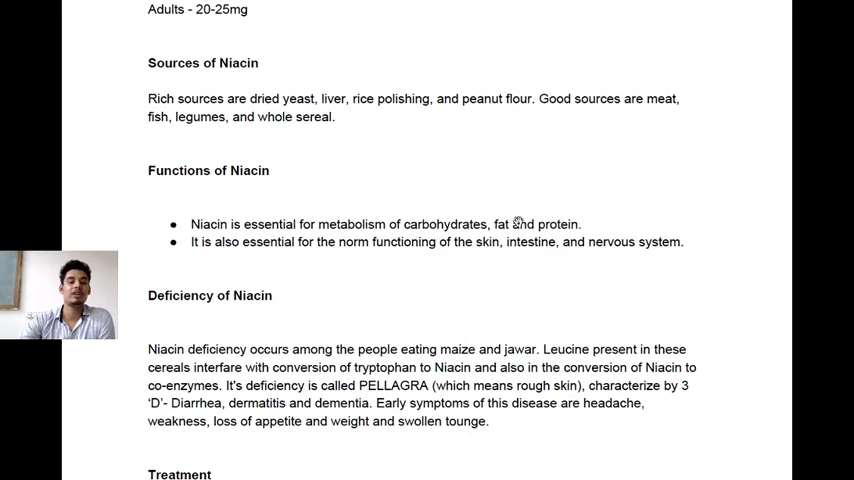 Adults - 20-25mg
Sources of Niacin
Rich sources are dried yeast, liver, rice polishing, and peanut flour. Good sources are meat,
fish, legumes, and whole sereal.
Functions of Niacin
● Niacin is essential for metabolism of carbohydrates, fat and protein.
● It is also essential for the norm functioning of the skin, intestine, and nervous system.
Deficiency of Niacin
Niacin deficiency occurs among the people eating maize and jawar. Leucine present in these
cereals interfare with conversion of tryptophan to Niacin and also in the conversion of Niacin to
co-enzymes. It's deficiency is called PELLAGRA (which means rough skin), characterize by 3
‘D’- Diarrhea, dermatitis and dementia. Early symptoms of this disease are headache,
weakness, loss of appetite and weight and swollen tounge.
Treatment